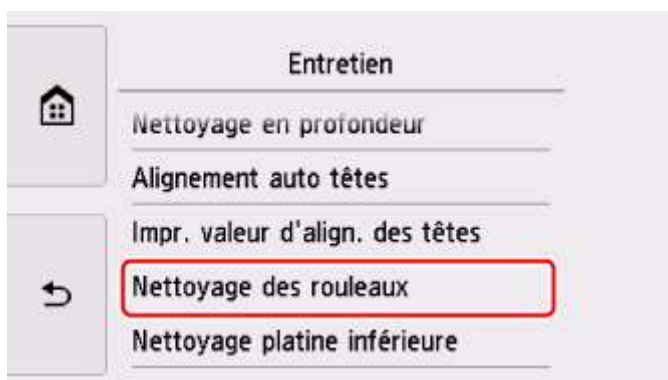 Entretien
Nettoyage en profondeur
Alignement auto têtes
Impr. valeur d'align. des têtes
Nettoyage des rouleaux
Nettoyage platine inférieure